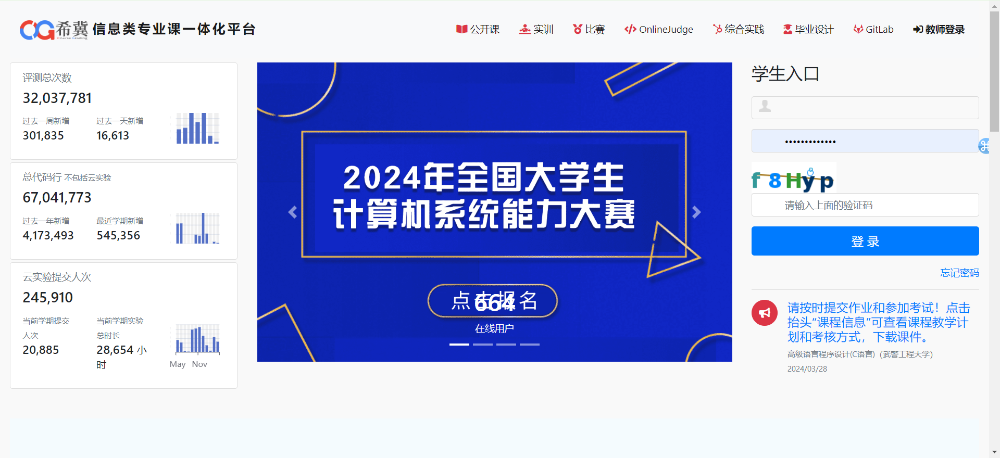 CG希冀 信息类专业课一体化平台
Course Grading
公开课 实训 比赛 OnlineJudge 综合实践 毕业设计 GitLab 教师登录
评测总次数
32,037,781
过去一周新增 过去一天新增
301,835 16,613
总代码行 不包括云实验
67,041,773
过去一年新增 最近学期新增
4,173,493 545,356
云实验提交人次
245,910
当前学期提交人次 当前学期实验总时长
20,885 28,654 小时
May Nov
2024年全国大学生
计算机系统能力大赛
点击报名
664
在线用户
学生入口
f8Hyp
请输入上面的验证码
登 录
忘记密码
请按时提交作业和参加考试！点击
抬头“课程信息”可查看课程教学计
划和考核方式，下载课件。
高级语言程序设计(C语言)（武警工程大学）
2024/03/28